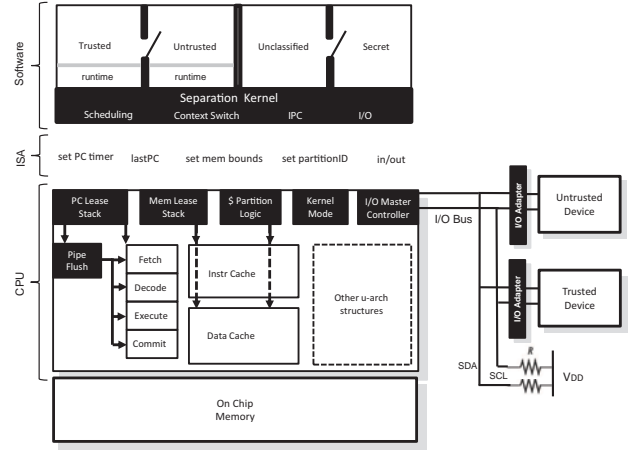 Software
Trusted
Untrusted
Unclassified
Secret
runtime
runtime
Separation Kernel
Scheduling
Context Switch
IPC
I/O
ISA
set PC timer
lastPC
set mem bounds
set partitionID
in/out
CPU
PC Lease
Stack
Mem Lease
Stack
$ Partition
Logic
Kernel
Mode
I/O Master
Controller
I/O Bus
Pipe
Flush
Fetch
Decode
Execute
Commit
Instr Cache
Data Cache
Other u-arch
structures
I/O Adapter
Untrusted
Device
I/O Adapter
Trusted
Device
SDA
SCL
R
VDD
On Chip
Memory